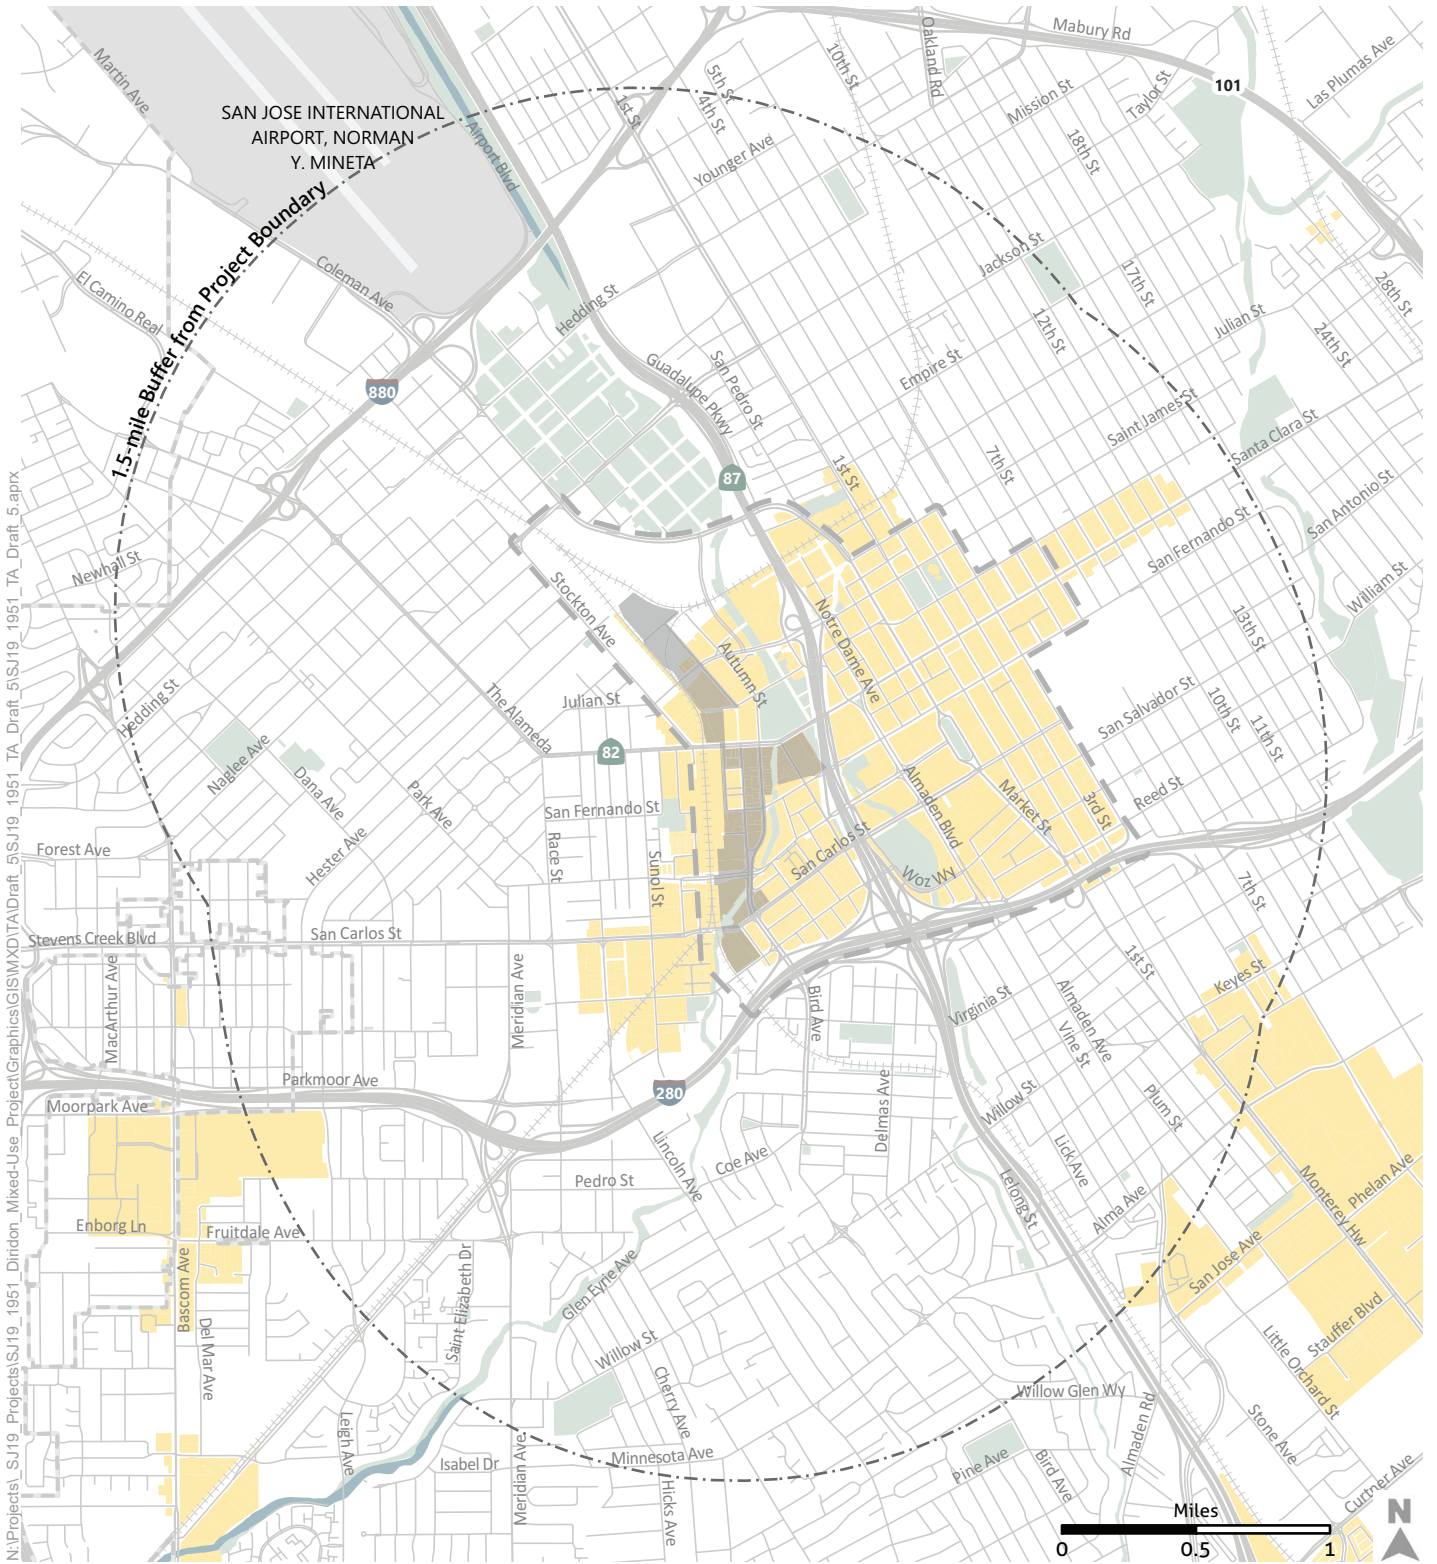 Mabury Rd
Oakland Rd
10th St
5th St
4th St
1st St
101
Las Plumas Ave
Taylor St
Mission St
18th St
Martin Ave
SAN JOSE INTERNATIONAL
AIRPORT, NORMAN
Y. MINETA
Airport Blvd
Younger Ave
1.5-mile Buffer from Project Boundary
Coleman Ave
El Camino Real
Hedding St
Jackson St
17th St
28th St
12th St
Julian St
24th St
Guadalupe Pkwy
San Pedro St
Empire St
880
Saint James St
Santa Clara St
7th St
87
1st St
San Antonio St
San Fernando St
Newhall St
Stockton Ave
William St
Notre Dame Ave
13th St
Autumn St
Hedding St
The Alameda
Julian St
San Salvador St
10th St
11th St
82
Naglee Ave
Dana Ave
Park Ave
San Fernando St
Almaden Blvd
Market St
3rd St
Reed St
Forest Ave
Hester Ave
Race St
Sunol St
San Carlos St
Woz WY
7th St
Stevens Creek Blvd
San Carlos St
MacArthur Ave
Meridian Ave
Bird Ave
Virginia St
1st St
Keyes St
Almaden Ave
Vine St
Parkmoor Ave
280
Moorpark Ave
Delmas Ave
Willow St
Plum St
Lincoln Ave
Coe Ave
Lick Ave
Pedro St
Lelong St
Alma Ave
Monterey Hw
Phelan Ave
Enborg Ln
Fruitdale Ave
Bascom Ave
Saint Elizabeth Dr
Glen Eyrie Ave
San Jose Ave
Stauffer Blvd
Little Orchard St
Del Mar Ave
Willow St
Cherry Ave
Willow Glen Wy
Almaden Rd
Stone Ave
Leigh Ave
Isabel Dr
Meridian Ave
Minnesota Ave
Hicks Ave
Pine Ave
Bird Ave
Curtner Ave
Miles
0
0.5
1
N
N:\Projects\_SJ19_Projects\SJ19_1951_Diridon_Mixed-Use_Project\Graphics\GIS\MXD\TA\Draft_5\SJ19_1951_TA_Draft_5\SJ19_1951_TA_Draft_5.aprx